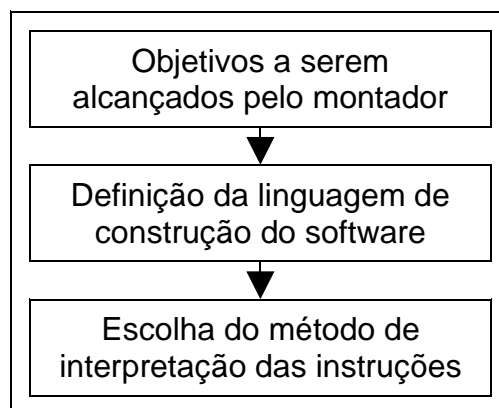 Objetivos a serem
alcançados pelo montador
Definição da linguagem de
construção do software
Escolha do método de
interpretação das instruções